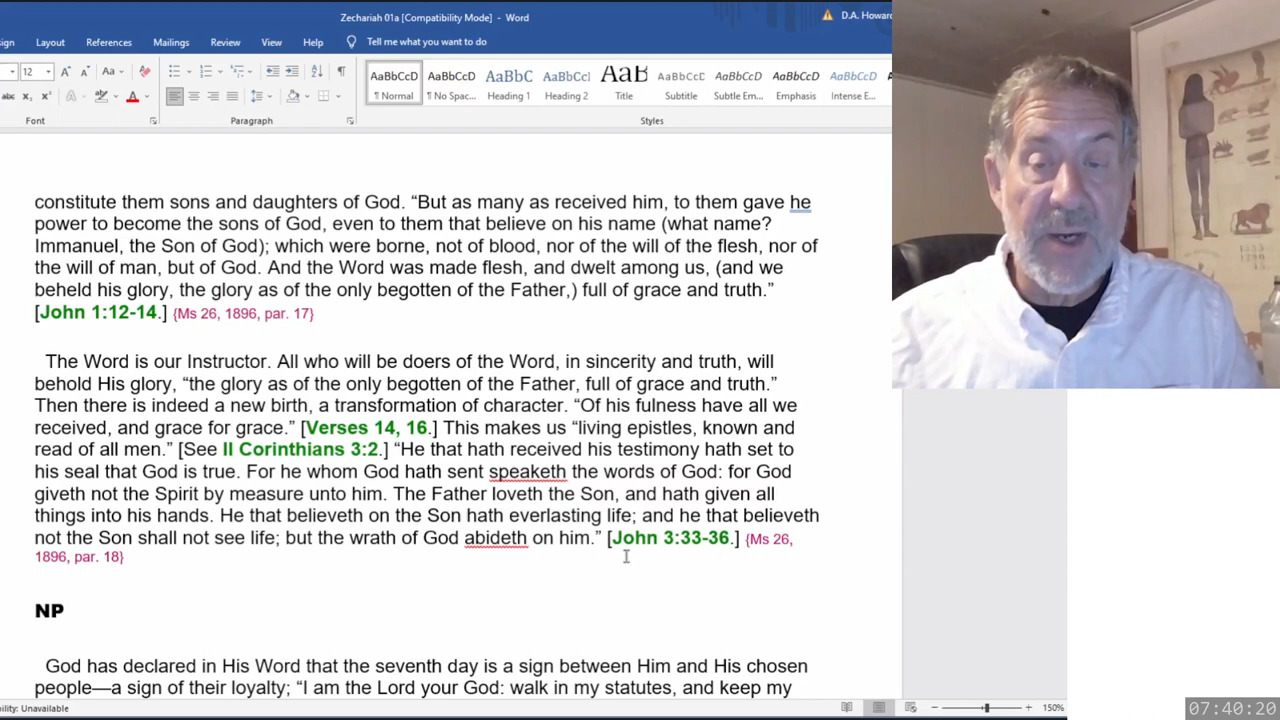 Zechariah 01a [Compatibility Mode] - Word
D.A. Howard
Layout References Mailings Review View Help Tell me what you want to do
12 Aa
abc x₂ x² A ab A
AaBbCcD AaBbCcD AaBbC AaBbCcl AaB AaBbCcD AaBbCcD AaBbCcD AaBbCcD
¶ Normal ¶ No Spac... Heading 1 Heading 2 Title Subtitle Subtle Em... Emphasis Intense E...
Font Paragraph Styles
constitute them sons and daughters of God. “But as many as received him, to them gave he
power to become the sons of God, even to them that believe on his name (what name?
Immanuel, the Son of God); which were borne, not of blood, nor of the will of the flesh, nor of
the will of man, but of God. And the Word was made flesh, and dwelt among us, (and we
beheld his glory, the glory as of the only begotten of the Father,) full of grace and truth.”
[John 1:12-14.] {Ms 26, 1896, par. 17}
The Word is our Instructor. All who will be doers of the Word, in sincerity and truth, will
behold His glory, “the glory as of the only begotten of the Father, full of grace and truth.”
Then there is indeed a new birth, a transformation of character. “Of his fulness have all we
received, and grace for grace.” [Verses 14, 16.] This makes us “living epistles, known and
read of all men.” [See II Corinthians 3:2.] “He that hath received his testimony hath set to
his seal that God is true. For he whom God hath sent speaketh the words of God: for God
giveth not the Spirit by measure unto him. The Father loveth the Son, and hath given all
things into his hands. He that believeth on the Son hath everlasting life; and he that believeth
not the Son shall not see life; but the wrath of God abideth on him.” [John 3:33-36.] {Ms 26,
1896, par. 18}
NP
God has declared in His Word that the seventh day is a sign between Him and His chosen
people—a sign of their loyalty; “I am the Lord your God: walk in my statutes, and keep my
bility: Unavailable
150%
07:40:20